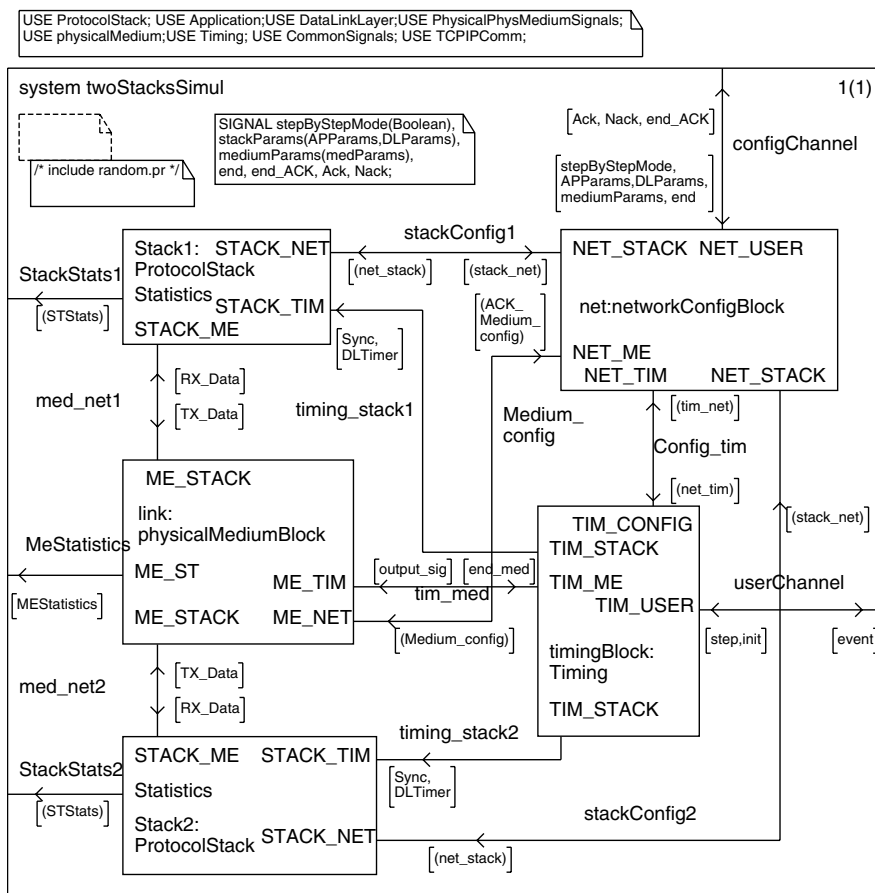 USE ProtocolStack; USE Application;USE DataLinkLayer;USE PhysicalPhysMediumSignals;
USE physicalMedium;USE Timing; USE CommonSignals; USE TCPIPComm;
system twoStacksSimul
1(1)
/* include random.pr */
SIGNAL stepByStepMode(Boolean),
stackParams(APParams,DLParams),
mediumParams(medParams),
end, end_ACK, Ack, Nack;
[Ack, Nack, end_ACK]
configChannel
[stepByStepMode,
APParams,DLParams,
mediumParams, end]
stackConfig1
Stack1: STACK_NET
ProtocolStack
Statistics
STACK_TIM
STACK_ME
StackStats1
[(STStats)]
[(net_stack)]
[(stack_net)]
NET_STACK NET_USER
net:networkConfigBlock
NET_ME
NET_TIM NET_STACK
[(ACK_
Medium_
config)]
[Sync,
DLTimer]
[RX_Data]
med_net1
[TX_Data]
timing_stack1
Medium_
config
[(tim_net)]
Config_tim
[(net_tim)]
[(stack_net)]
ME_STACK
link:
physicalMediumBlock
ME_ST
ME_TIM
ME_STACK ME_NET
MeStatistics
[MEStatistics]
[output_sig]
[end_med]
tim_med
[(Medium_config)]
TIM_CONFIG
TIM_STACK
TIM_ME
TIM_USER
timingBlock:
Timing
TIM_STACK
userChannel
[step,init]
[event]
[TX_Data]
med_net2
[RX_Data]
timing_stack2
[Sync,
DLTimer]
STACK_ME STACK_TIM
Statistics
Stack2:
ProtocolStack
STACK_NET
StackStats2
[(STStats)]
stackConfig2
[(net_stack)]